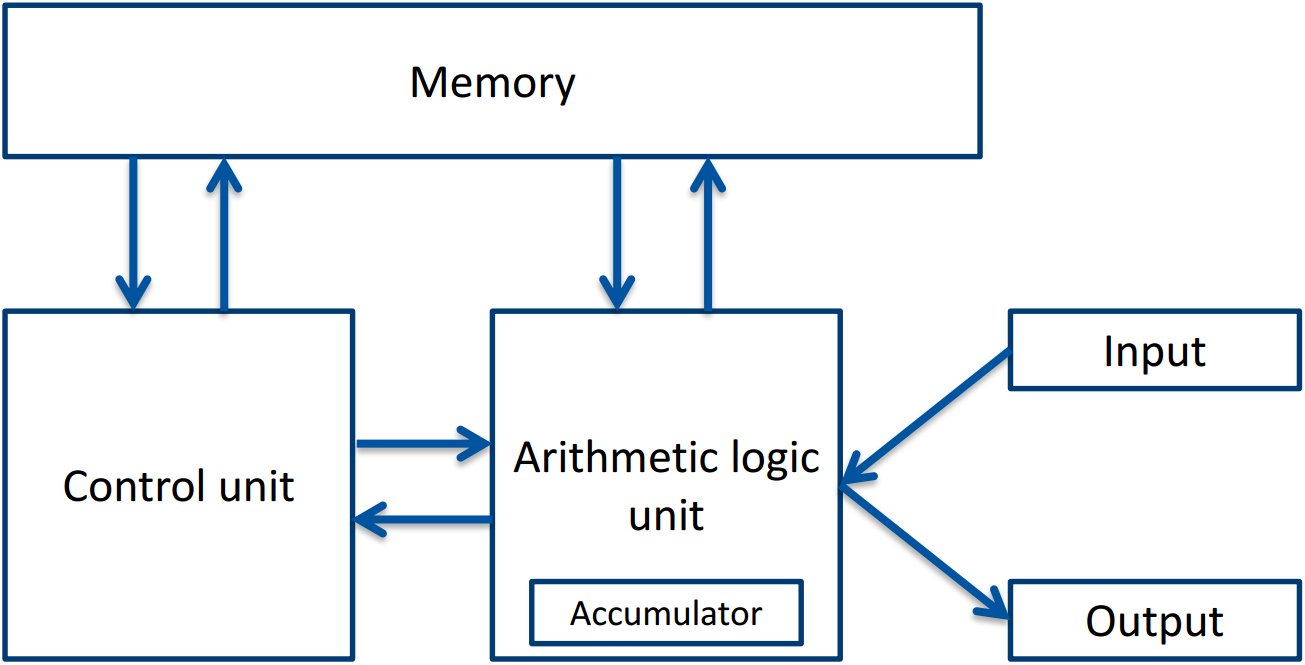 Memory
Control unit
Arithmetic logic
unit
Accumulator
Input
Output